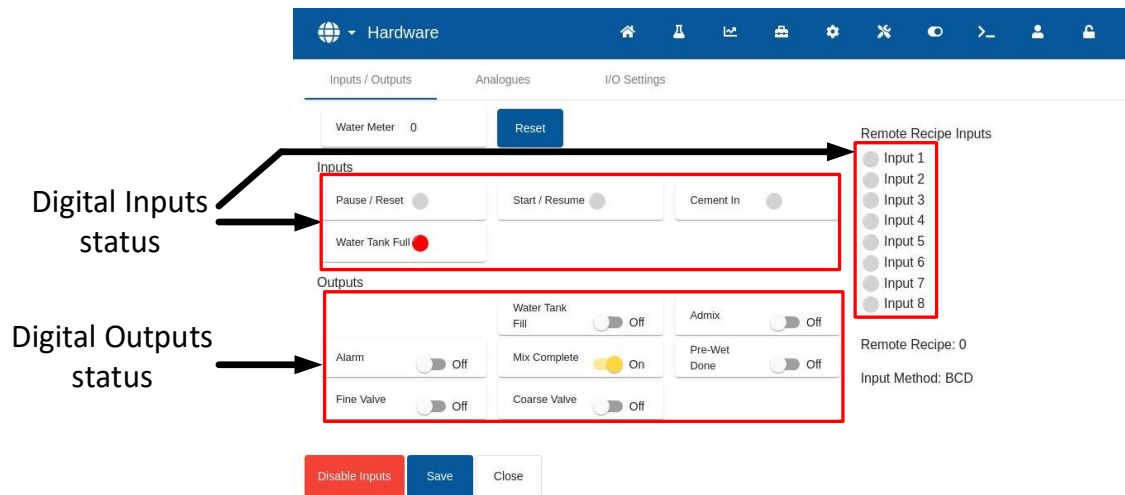 Hardware
Inputs / Outputs
Analogues
I/O Settings
Water Meter 0
Reset
Remote Recipe Inputs
Input 1
Input 2
Input 3
Input 4
Input 5
Input 6
Input 7
Input 8
Digital Inputs
status
Inputs
Pause / Reset
Start / Resume
Cement In
Water Tank Full
Digital Outputs
status
Outputs
Water Tank
Fill
Off
Admix
Off
Alarm
Off
Mix Complete
On
Pre-Wet
Done
Off
Fine Valve
Off
Coarse Valve
Off
Remote Recipe: 0
Input Method: BCD
Disable Inputs
Save
Close